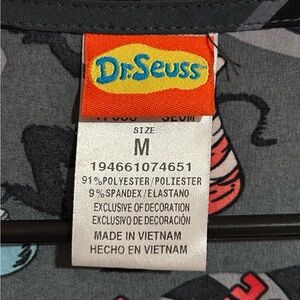 Dr.Seuss
SIZE
M
194661074651
91%POLYESTER/POLIESTER
9%SPANDEX/ELASTANO
EXCLUSIVE OF DECORATION
EXCLUSIVO DE DECORACIÓN
MADE IN VIETNAM
HECHO EN VIETNAM